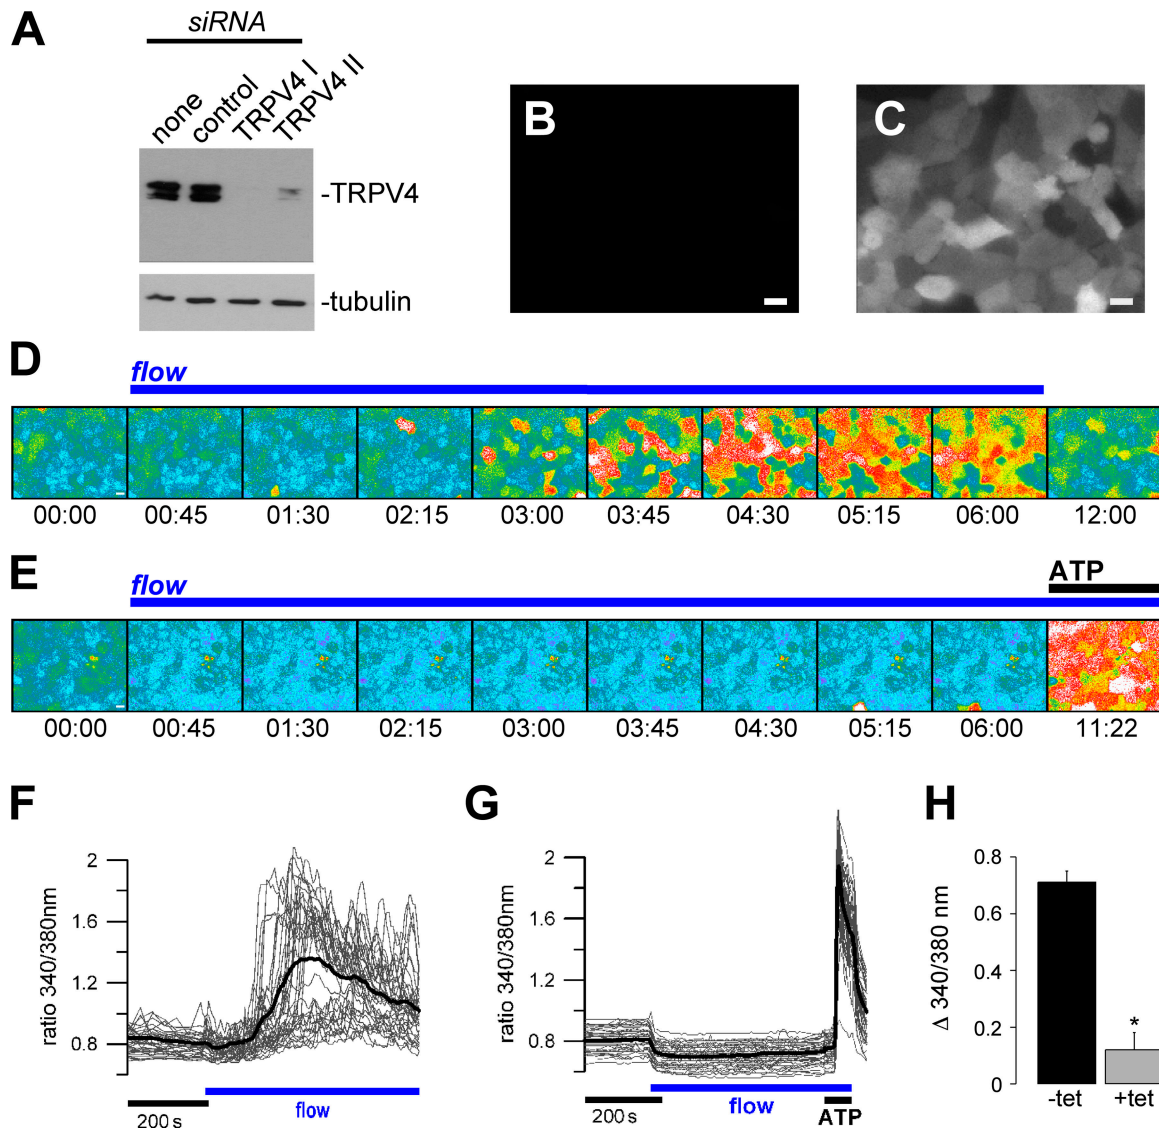 A
siRNA
none
control
TRPV4 I
TRPV4 II
-TRPV4
-tubulin
B
C
D
flow
00:00 00:45 01:30 02:15 03:00 03:45 04:30 05:15 06:00 12:00
E
flow
ATP
00:00 00:45 01:30 02:15 03:00 03:45 04:30 05:15 06:00 11:22
F
ratio 340/380nm
2
1.6
1.2
0.8
200 s
flow
G
ratio 340/380nm
2
1.6
1.2
0.8
200 s
flow
ATP
H
Δ 340/380 nm
0.8
0.6
0.4
0.2
0
*
-tet
+tet